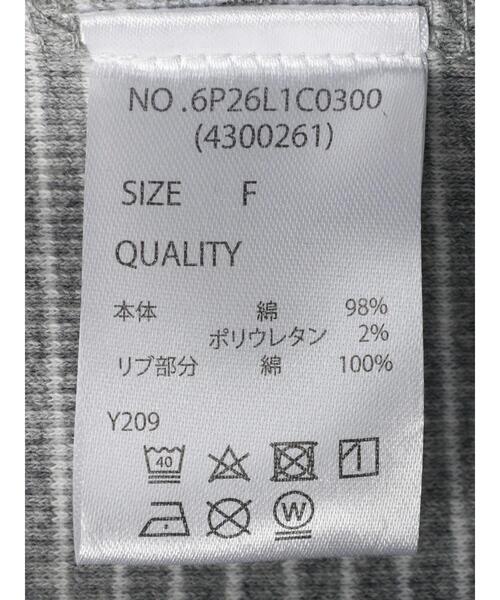 NO.6P26L1C0300
(4300261)
SIZE F
QUALITY
本体 綿 98%
ポリウレタン 2%
リブ部分 綿 100%
Y209
40
W